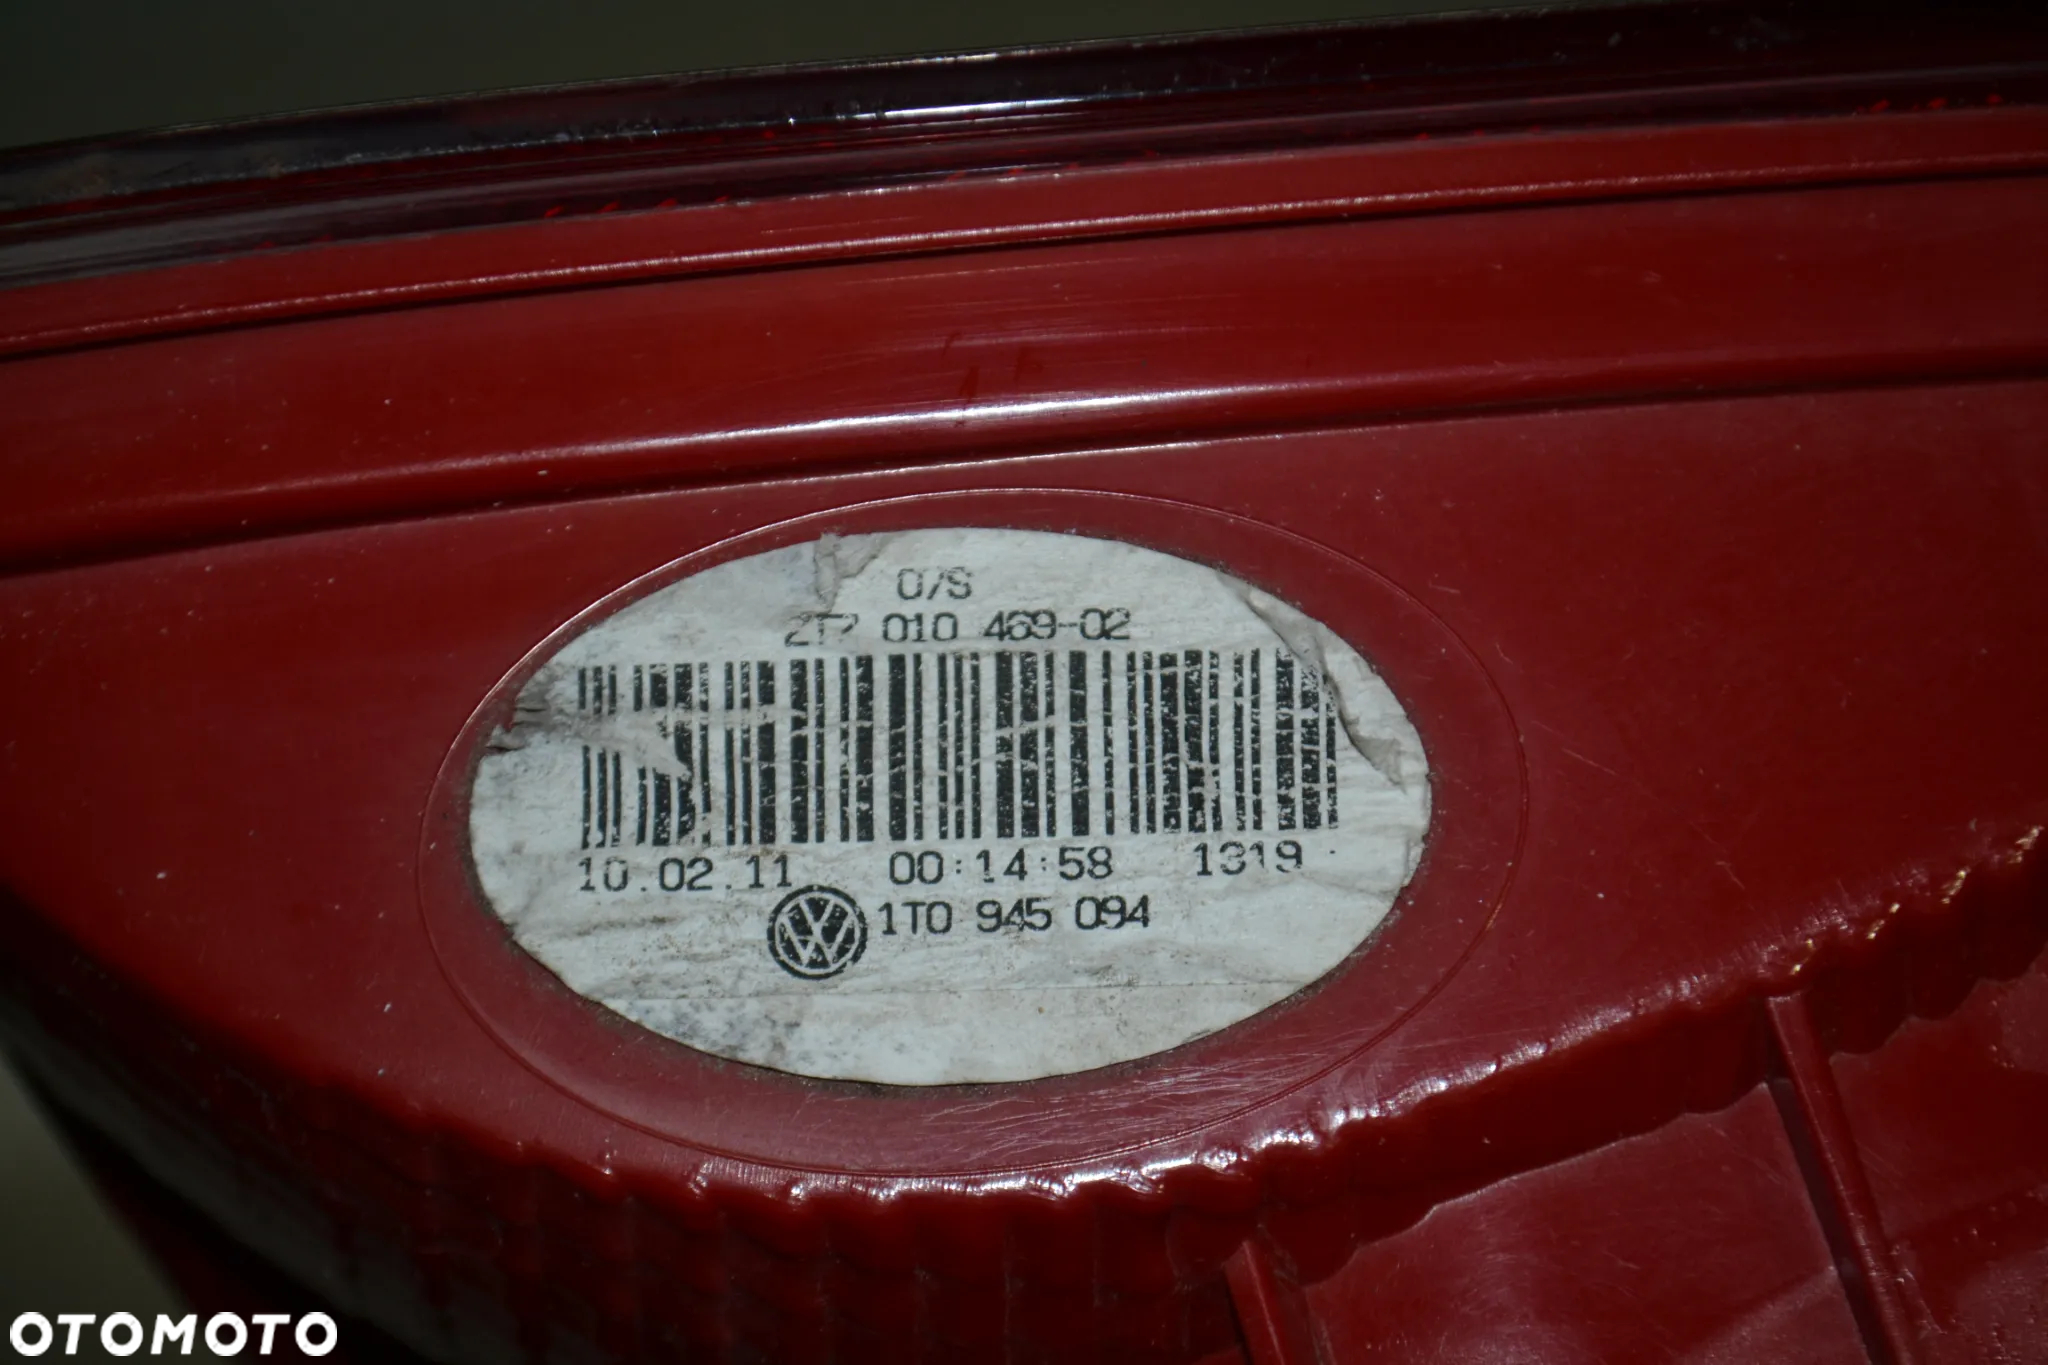 O/S
010 469-02
10.02.11 00:14:58 1319
1T0 945 094
OTOMOTO